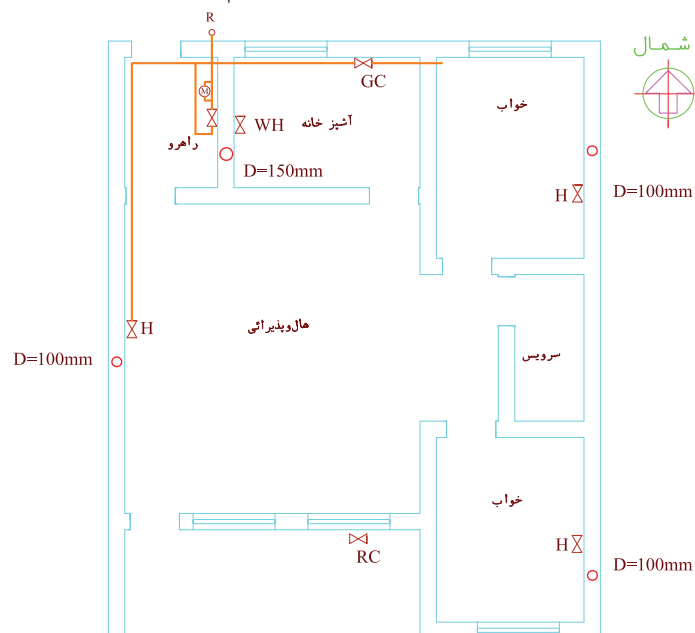 R
شمال
GC
خواب
M
WH
آشپز خانه
راهرو
D=150mm
H
D=100mm
هال‌وپذیرائی
H
D=100mm
سرویس
خواب
H
RC
D=100mm